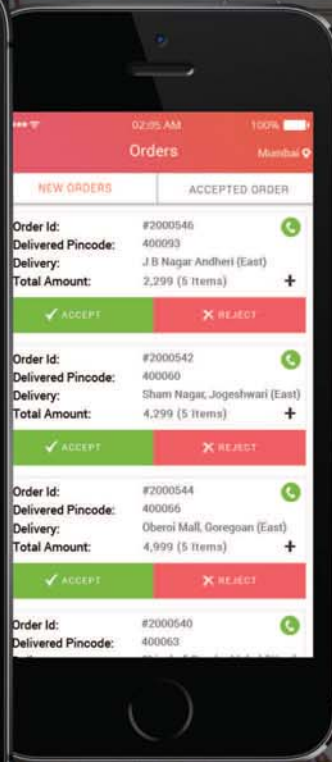 02:05 AM 100%
Orders Mumbai
NEW ORDERS ACCEPTED ORDER
Order Id: #2000546
Delivered Pincode: 400093
Delivery: J B Nagar Andheri (East)
Total Amount: 2,299 (5 Items) +
ACCEPT REJECT
Order Id: #2000542
Delivered Pincode: 400060
Delivery: Sham Nagar, Jogeshwari (East)
Total Amount: 4,299 (5 Items) +
ACCEPT REJECT
Order Id: #2000544
Delivered Pincode: 400066
Delivery: Oberoi Mall, Goregoan (East)
Total Amount: 4,999 (5 Items) +
ACCEPT REJECT
Order Id: #2000540
Delivered Pincode: 400063